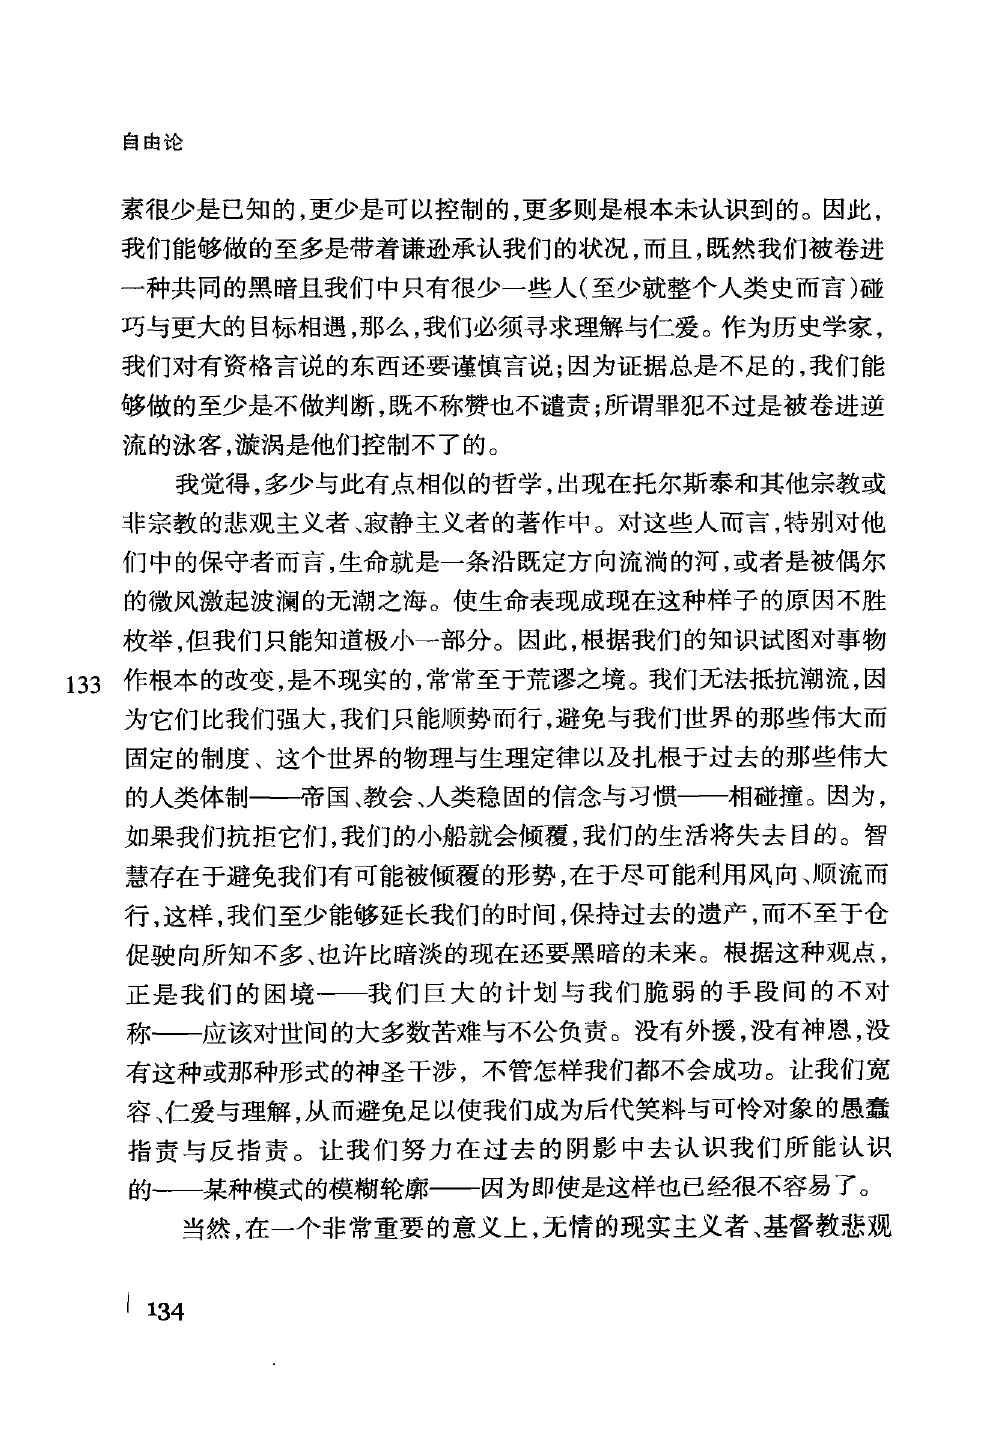 自由论
素很少是已知的,更少是可以控制的,更多则是根本未认识到的。因此,
我们能够做的至多是带着谦逊承认我们的状况,而且,既然我们被卷进
一种共同的黑暗且我们中只有很少一些人(至少就整个人类史而言)碰
巧与更大的目标相遇,那么,我们必须寻求理解与仁爱。作为历史学家,
我们对有资格言说的东西还要谨慎言说;因为证据总是不足的,我们能
够做的至少是不做判断,既不称赞也不谴责;所谓罪犯不过是被卷进逆
流的泳客,漩涡是他们控制不了的。
我觉得,多少与此有点相似的哲学,出现在托尔斯泰和其他宗教或
非宗教的悲观主义者、寂静主义者的著作中。对这些人而言,特别对他
们中的保守者而言,生命就是一条沿既定方向流淌的河,或者是被偶尔
的微风激起波澜的无潮之海。使生命表现成现在这种样子的原因不胜
枚举,但我们只能知道极小一部分。因此,根据我们的知识试图对事物
133 作根本的改变,是不现实的,常常至于荒谬之境。我们无法抵抗潮流,因
为它们比我们强大,我们只能顺势而行,避免与我们世界的那些伟大而
固定的制度、这个世界的物理与生理定律以及扎根于过去的那些伟大
的人类体制——帝国、教会、人类稳固的信念与习惯——相碰撞。因为,
如果我们抗拒它们,我们的小船就会倾覆,我们的生活将失去目的。智
慧存在于避免我们有可能被倾覆的形势,在于尽可能利用风向、顺流而
行,这样,我们至少能够延长我们的时间,保持过去的遗产,而不至于仓
促驶向所知不多、也许比暗淡的现在还要黑暗的未来。根据这种观点,
正是我们的困境——我们巨大的计划与我们脆弱的手段间的不对
称——应该对世间的大多数苦难与不公负责。没有外援,没有神恩,没
有这种或那种形式的神圣干涉,不管怎样我们都不会成功。让我们宽
容、仁爱与理解,从而避免足以使我们成为后代笑料与可怜对象的愚蠢
指责与反指责。让我们努力在过去的阴影中去认识我们所能认识
的——某种模式的模糊轮廓——因为即使是这样也已经很不容易了。
当然,在一个非常重要的意义上,无情的现实主义者、基督教悲观
134